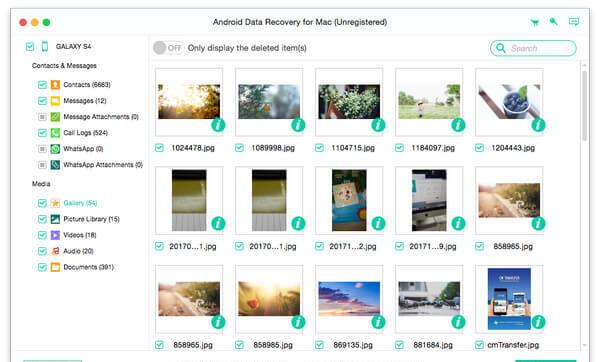 Android Data Recovery for Mac (Unregistered)
GALAXY S4
OFF Only display the deleted item(s)
Search
Contacts & Messages
Contacts (6663)
Messages (12)
Message Attachments (0)
Call Logs (524)
WhatsApp (0)
WhatsApp Attachments (0)
Media
Gallery (54)
Picture Library (15)
Videos (18)
Audio (20)
Documents (391)
1024478.jpg
1089998.jpg
1104715.jpg
1184097.jpg
1204443.jpg
20170...1.jpg
20170...1.jpg
20171...2.jpg
20171...9.jpg
858965.jpg
858965.jpg
858985.jpg
869135.jpg
881684.jpg
cmTransfer.jpg